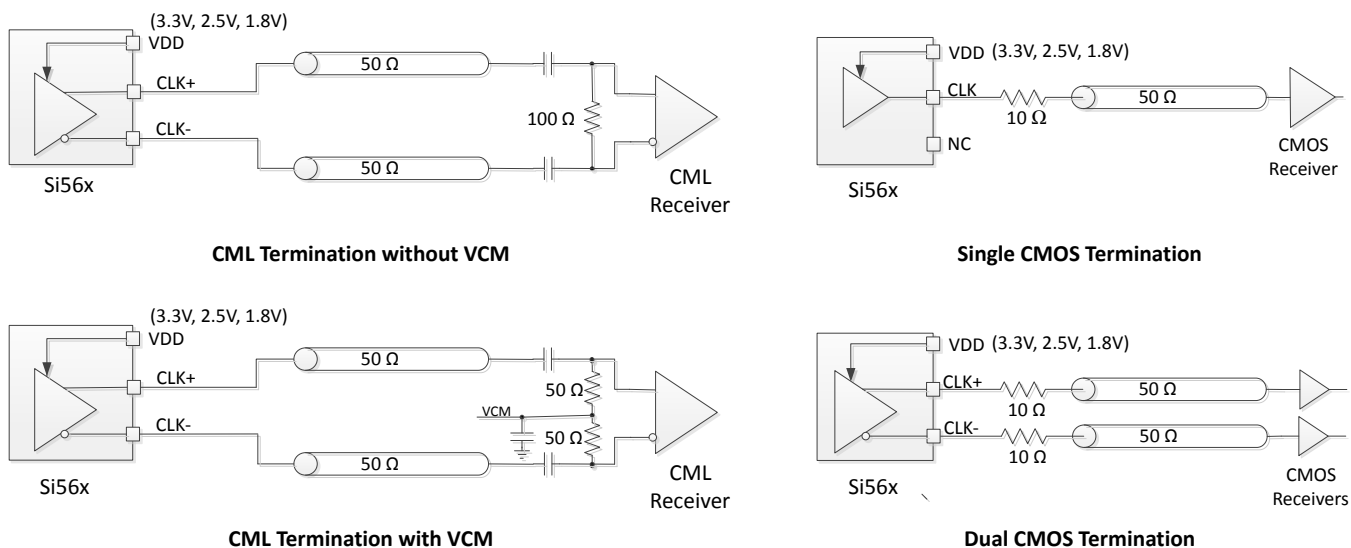 (3.3V, 2.5V, 1.8V)
VDD
CLK+
50 Ω
CLK-
50 Ω
100 Ω
Si56x
CML
Receiver
CML Termination without VCM
VDD (3.3V, 2.5V, 1.8V)
CLK
10 Ω
50 Ω
NC
CMOS
Receiver
Si56x
Single CMOS Termination
(3.3V, 2.5V, 1.8V)
VDD
CLK+
50 Ω
50 Ω
VCM
50 Ω
CLK-
50 Ω
Si56x
CML
Receiver
CML Termination with VCM
VDD (3.3V, 2.5V, 1.8V)
CLK+
10 Ω
50 Ω
CLK-
10 Ω
50 Ω
Si56x
CMOS
Receivers
Dual CMOS Termination